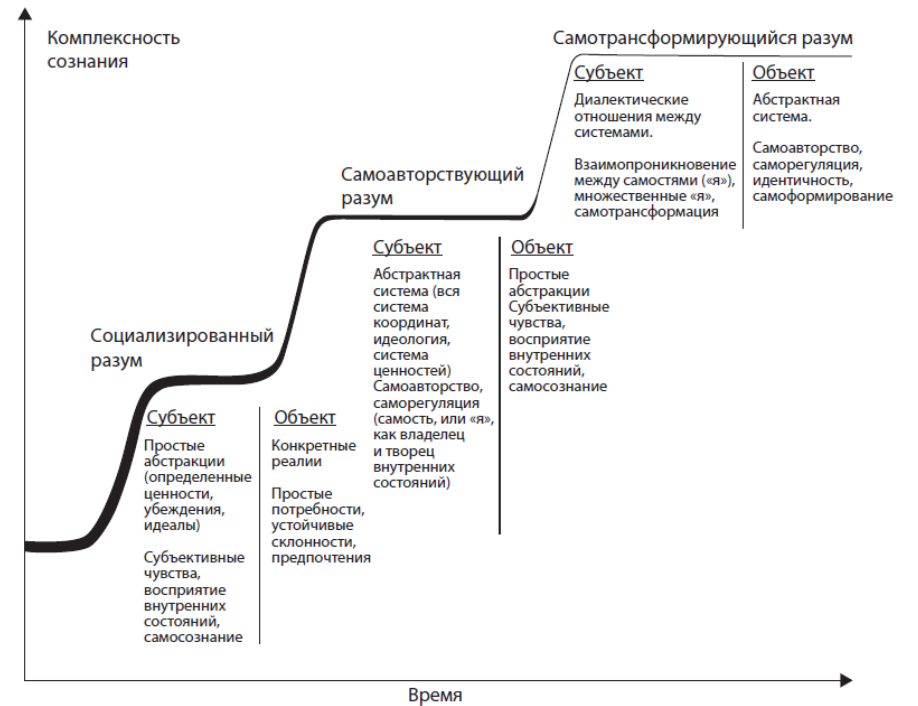 Комплексность
сознания
Самотрансформирующийся разум
Субъект
Диалектические
отношения между
системами.
Взаимопроникновение
между самостями («я»),
множественные «я»,
самотрансформация
Объект
Абстрактная
система.
Самоавторство,
саморегуляция,
идентичность,
самоформирование
Самоавторствующий
разум
Субъект
Абстрактная
система (вся
система
координат,
идеология,
система
ценностей)
Самоавторство,
саморегуляция
(самость, или «я»,
как владелец
и творец
внутренних
состояний)
Объект
Простые
абстракции
Субъективные
чувства,
восприятие
внутренних
состояний,
самосознание
Социализированный
разум
Субъект
Простые
абстракции
(определенные
ценности,
убеждения,
идеалы)
Субъективные
чувства,
восприятие
внутренних
состояний,
самосознание
Объект
Конкретные
реалии
Простые
потребности,
устойчивые
склонности,
предпочтения
Время